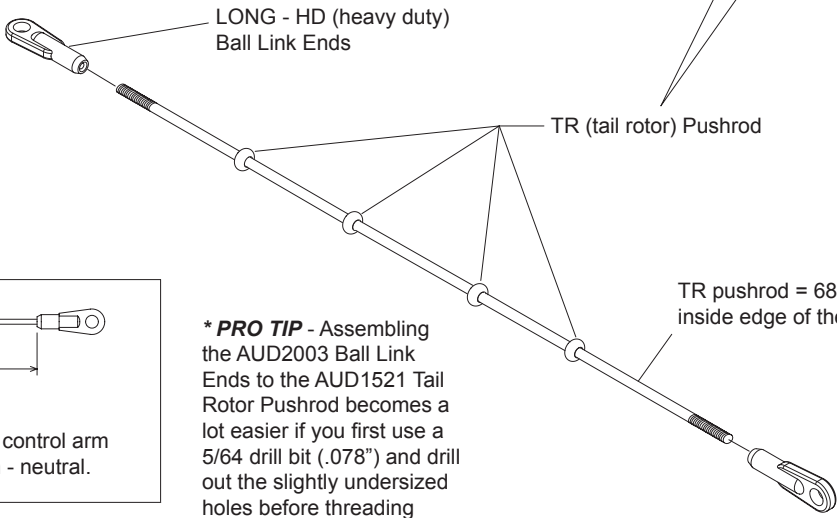 LONG - HD (heavy duty)
Ball Link Ends
TR (tail rotor) Pushrod
TR pushrod = 68
inside edge of the
control arm
- neutral.
* PRO TIP - Assembling
the AUD2003 Ball Link
Ends to the AUD1521 Tail
Rotor Pushrod becomes a
lot easier if you first use a
5/64 drill bit (.078”) and drill
out the slightly undersized
holes before threading